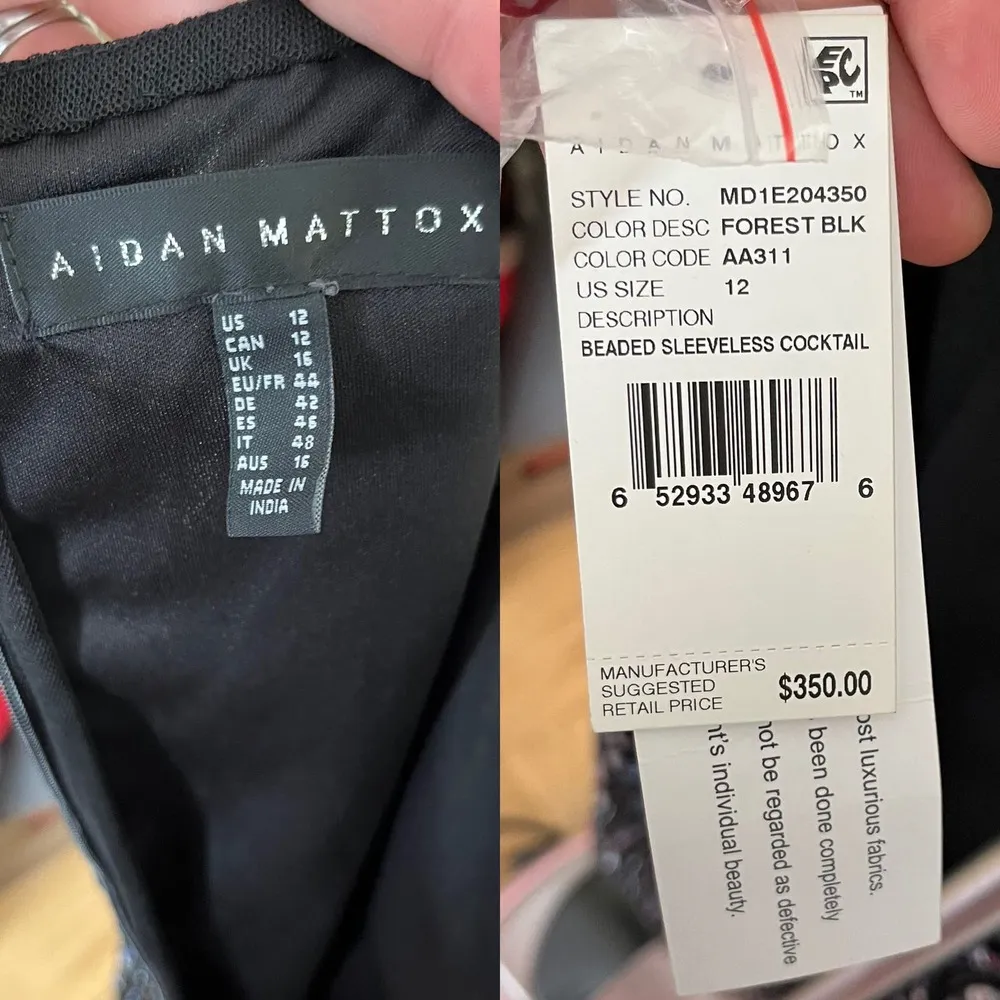 AIDAN MATTOX
US 12
CAN 12
UK 16
EU/FR 44
DE 42
ES 46
IT 48
AUS 16
MADE IN
INDIA
EC
PC TM
AIDAN MATTOX
STYLE NO. MD1E204350
COLOR DESC FOREST BLK
COLOR CODE AA311
US SIZE 12
DESCRIPTION
BEADED SLEEVELESS COCKTAIL
6 52933 48967 6
MANUFACTURER'S
SUGGESTED
RETAIL PRICE
$350.00
ost luxurious fabrics.
been done completely
not be regarded as defective
nt's individual beauty.